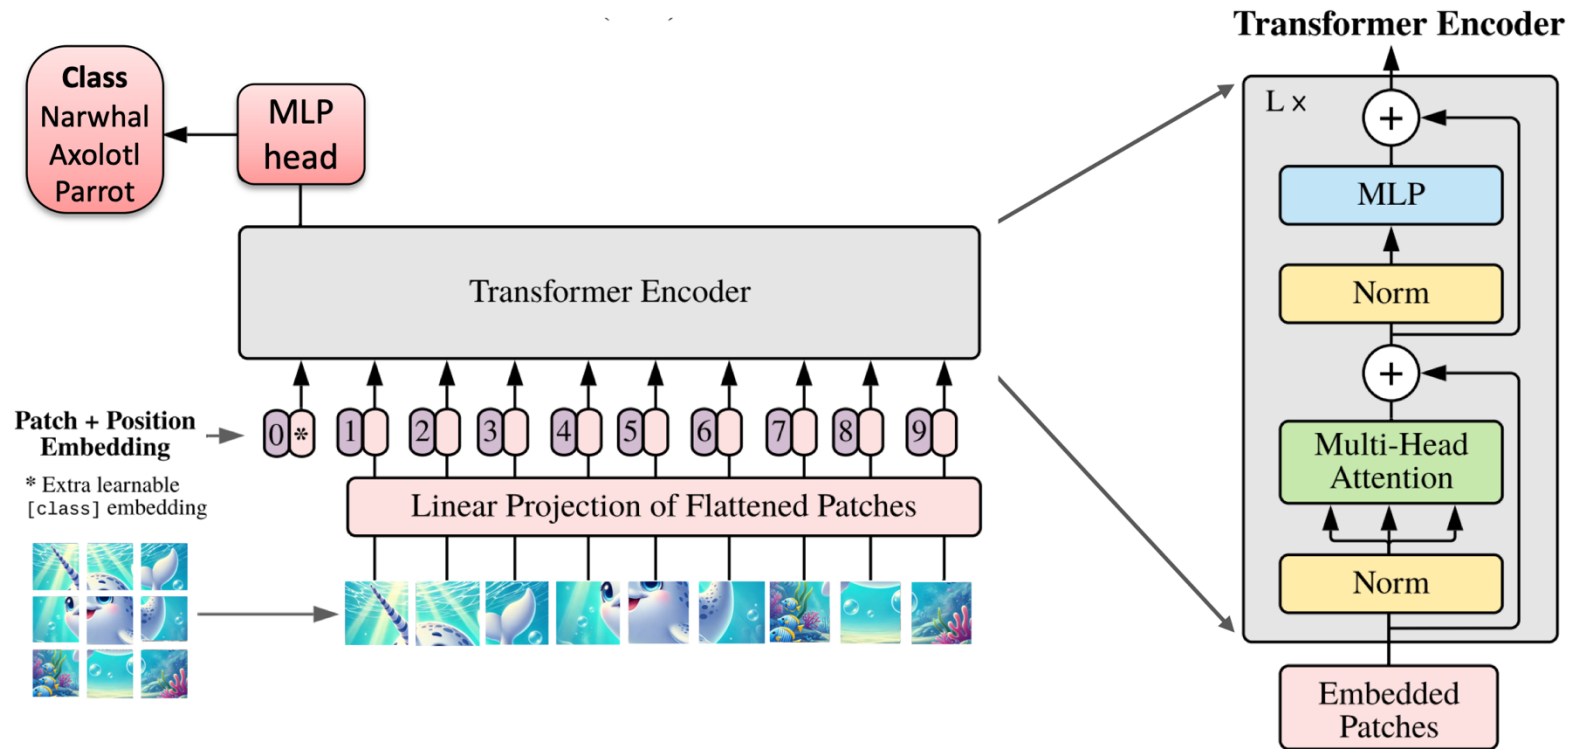 Transformer Encoder
Class
Narwhal
Axolotl
Parrot
MLP
head
Transformer Encoder
Patch + Position
Embedding
* Extra learnable
[class] embedding
0 * 1 2 3 4 5 6 7 8 9
Linear Projection of Flattened Patches
L ×
+
MLP
Norm
+
Multi-Head
Attention
Norm
Embedded
Patches